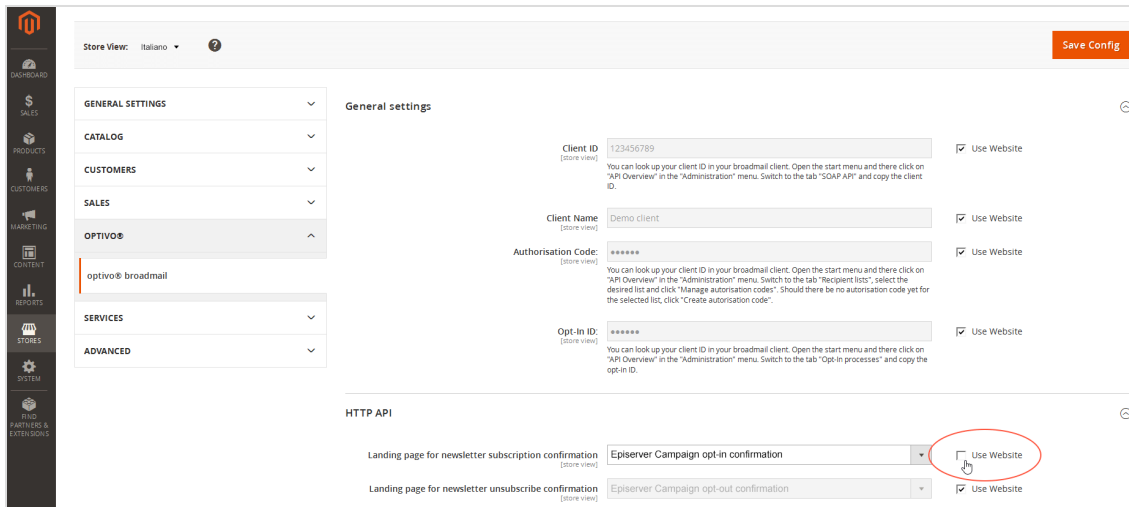 Store View: Italiano
?
Save Config
DASHBOARD
$
SALES
PRODUCTS
CUSTOMERS
MARKETING
CONTENT
REPORTS
STORES
SYSTEM
FIND
PARTNERS &
EXTENSIONS
GENERAL SETTINGS
CATALOG
CUSTOMERS
SALES
OPTIVO®
optivo® broadmail
SERVICES
ADVANCED
General settings
Client ID 123456789 Use Website
[store view]
You can look up your client ID in your broadmail client. Open the start menu and there click on
"API Overview" in the "Administration" menu. Switch to the tab "SOAP API" and copy the client
ID.
Client Name Demo client Use Website
[store view]
Authorisation Code: •••••• Use Website
[store view]
You can look up your client ID in your broadmail client. Open the start menu and there click on
"API Overview" in the "Administration" menu. Switch to the tab "Recipient lists", select the
desired list and click "Manage autorisation codes". Should there be no autorisation code yet for
the selected list, click "Create autorisation code".
Opt-In ID: •••••• Use Website
[store view]
You can look up your client ID in your broadmail client. Open the start menu and there click on
"API Overview" in the "Administration" menu. Switch to the tab "Opt-in processes" and copy the
opt-in ID.
HTTP API
Landing page for newsletter subscription confirmation Episerver Campaign opt-in confirmation Use Website
[store view]
Landing page for newsletter unsubscribe confirmation Episerver Campaign opt-out confirmation Use Website
[store view]